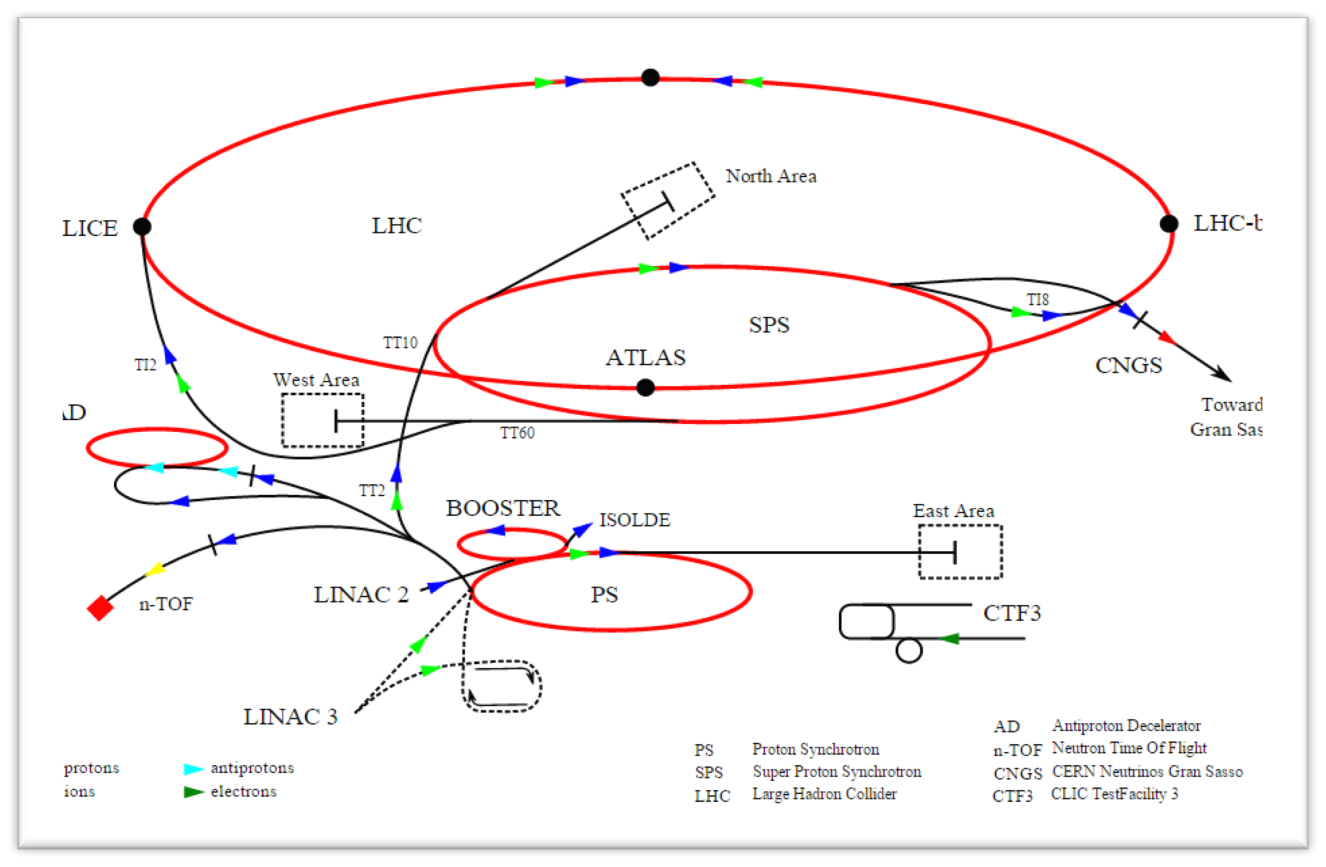 North Area
LICE
LHC
LHC-b
TI8
SPS
TT10
ATLAS
TI2
CNGS
West Area
Toward
AD
TT60
Gran Sas
TT2
BOOSTER
ISOLDE
East Area
LINAC 2
PS
n-TOF
CTF3
LINAC 3
protons
antiprotons
ions
electrons
PS Proton Synchrotron
SPS Super Proton Synchrotron
LHC Large Hadron Collider
AD Antiproton Decelerator
n-TOF Neutron Time Of Flight
CNGS CERN Neutrinos Gran Sasso
CTF3 CLIC TestFacility 3